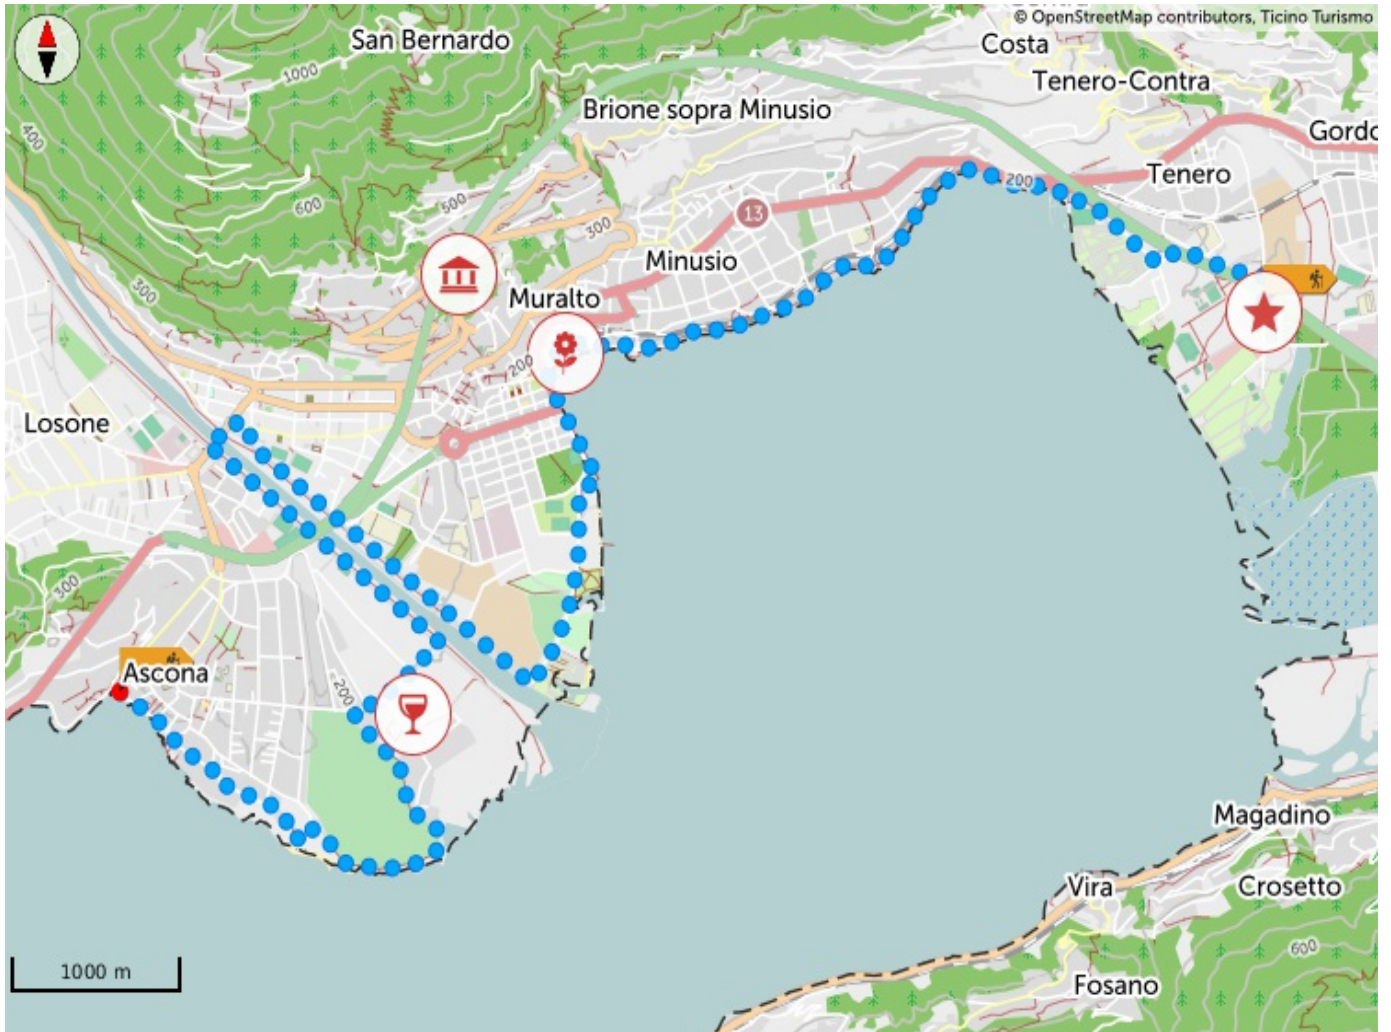 © OpenStreetMap contributors, Ticino Turismo
San Bernardo
Costa
1000
Tenero-Contra
Brione sopra Minusio
Gordo
400
200
Tenero
500
600
13
300
Minusio
300
Muralto
200
Losone
300
Ascona
200
Magadino
Vira
Crosetto
600
1000 m
Fosano